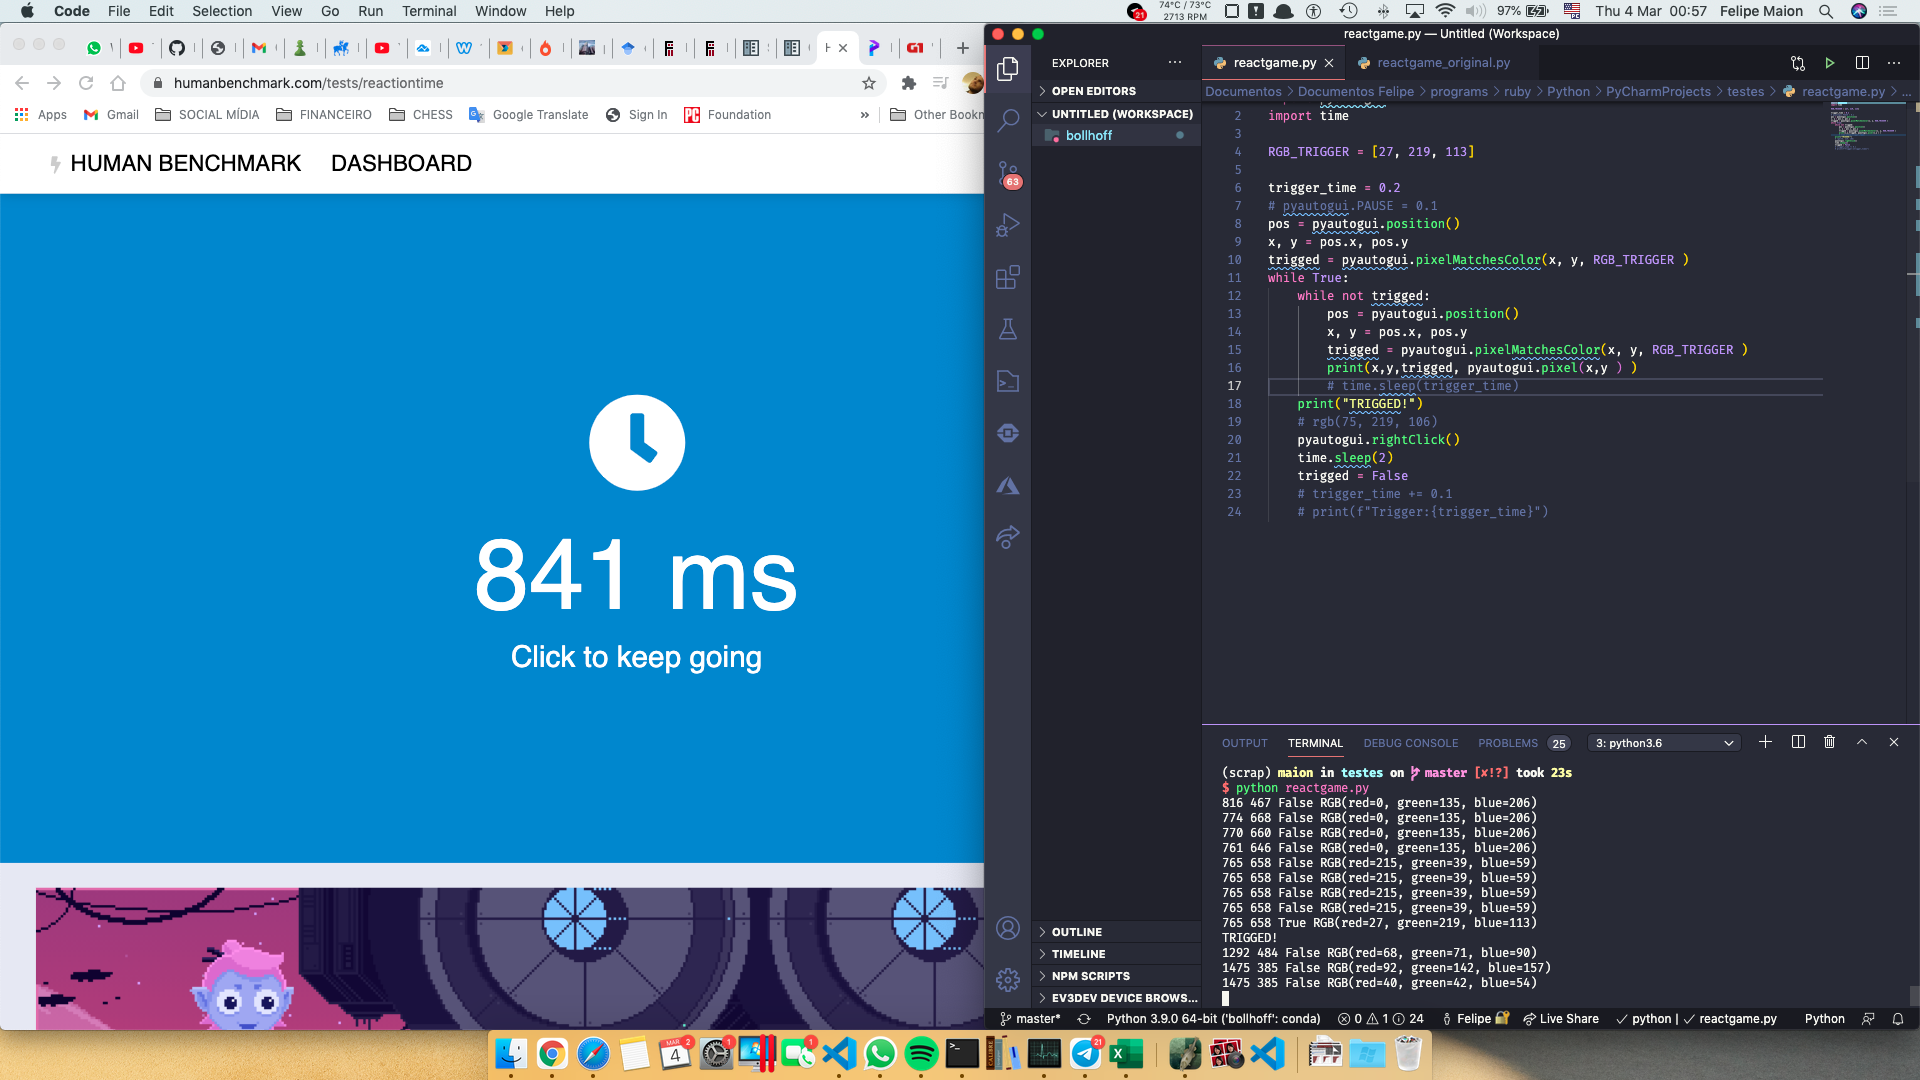 Code File Edit Selection View Go Run Terminal Window Help
21 74°C / 73°C 2713 RPM 97% Thu 4 Mar 00:57 Felipe Maion
humanbenchmark.com/tests/reactiontime
Apps Gmail SOCIAL MÍDIA FINANCEIRO CHESS Google Translate Sign In Foundation » Other Bookn
HUMAN BENCHMARK DASHBOARD
841 ms
Click to keep going
reactgame.py — Untitled (Workspace)
EXPLORER ...
OPEN EDITORS
UNTITLED (WORKSPACE)
bollhoff
63
OUTLINE
TIMELINE
NPM SCRIPTS
EV3DEV DEVICE BROWS...
reactgame.py reactgame_original.py
Documentos > Documentos Felipe > programs > ruby > Python > PyCharmProjects > testes > reactgame.py > ...
2 import time
3
4 RGB_TRIGGER = [27, 219, 113]
5
6 trigger_time = 0.2
7 # pyautogui.PAUSE = 0.1
8 pos = pyautogui.position()
9 x, y = pos.x, pos.y
10 trigged = pyautogui.pixelMatchesColor(x, y, RGB_TRIGGER )
11 while True:
12 while not trigged:
13 pos = pyautogui.position()
14 x, y = pos.x, pos.y
15 trigged = pyautogui.pixelMatchesColor(x, y, RGB_TRIGGER )
16 print(x,y,trigged, pyautogui.pixel(x,y ) )
17 # time.sleep(trigger_time)
18 print("TRIGGED!")
19 # rgb(75, 219, 106)
20 pyautogui.rightClick()
21 time.sleep(2)
22 trigged = False
23 # trigger_time += 0.1
24 # print(f"Trigger:{trigger_time}")
OUTPUT TERMINAL DEBUG CONSOLE PROBLEMS 25 3: python3.6
(scrap) maion in testes on master [x!?] took 23s
$ python reactgame.py
816 467 False RGB(red=0, green=135, blue=206)
774 668 False RGB(red=0, green=135, blue=206)
770 660 False RGB(red=0, green=135, blue=206)
761 646 False RGB(red=0, green=135, blue=206)
765 658 False RGB(red=215, green=39, blue=59)
765 658 False RGB(red=215, green=39, blue=59)
765 658 False RGB(red=215, green=39, blue=59)
765 658 False RGB(red=215, green=39, blue=59)
765 658 True RGB(red=27, green=219, blue=113)
TRIGGED!
1292 484 False RGB(red=68, green=71, blue=90)
1475 385 False RGB(red=92, green=142, blue=157)
1475 385 False RGB(red=40, green=42, blue=54)
master* Python 3.9.0 64-bit ('bollhoff': conda) 0 1 24 Felipe Live Share python | reactgame.py Python
MAR 4 2 1 1 21